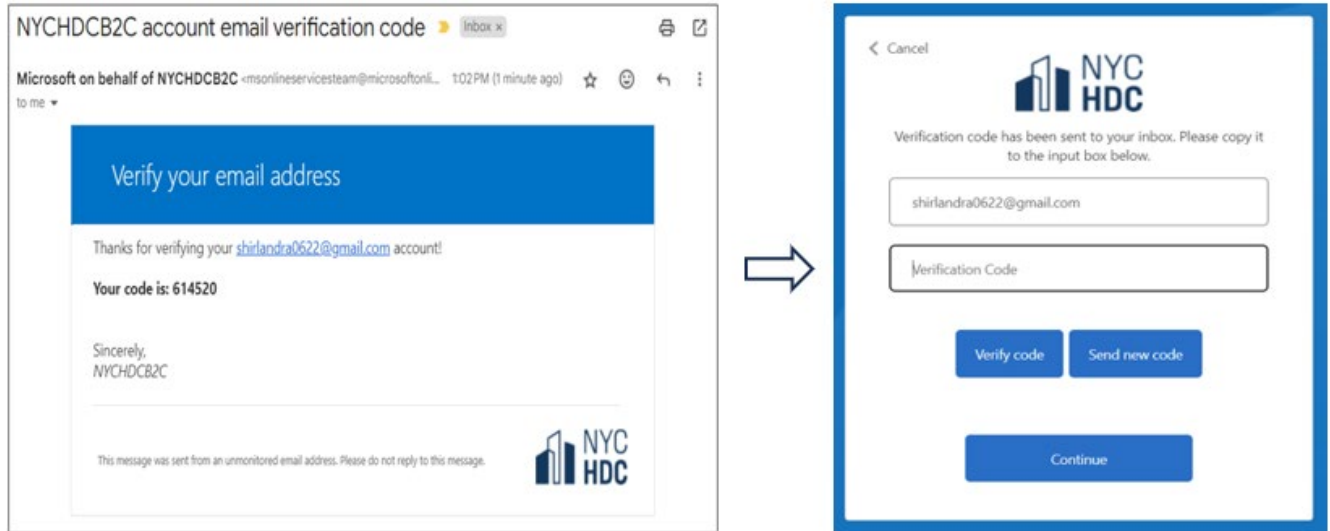 NYCHDCB2C account email verification code Inbox ×
Microsoft on behalf of NYCHDCB2C <msonlineservicesteam@microsoftonli... 1:02 PM (1 minute ago)
to me
Verify your email address
Thanks for verifying your shirlandra0622@gmail.com account!
Your code is: 614520
Sincerely,
NYCHDCB2C
This message was sent from an unmonitored email address. Please do not reply to this message.
NYC
HDC
Cancel
NYC
HDC
Verification code has been sent to your inbox. Please copy it
to the input box below.
shirlandra0622@gmail.com
Verification Code
Verify code
Send new code
Continue